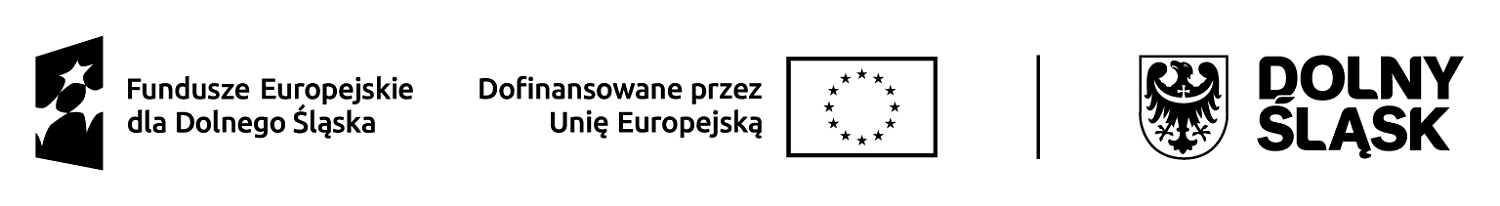 Fundusze Europejskie
dla Dolnego Śląska
Dofinansowane przez
Unię Europejską
DOLNY
ŚLĄSK